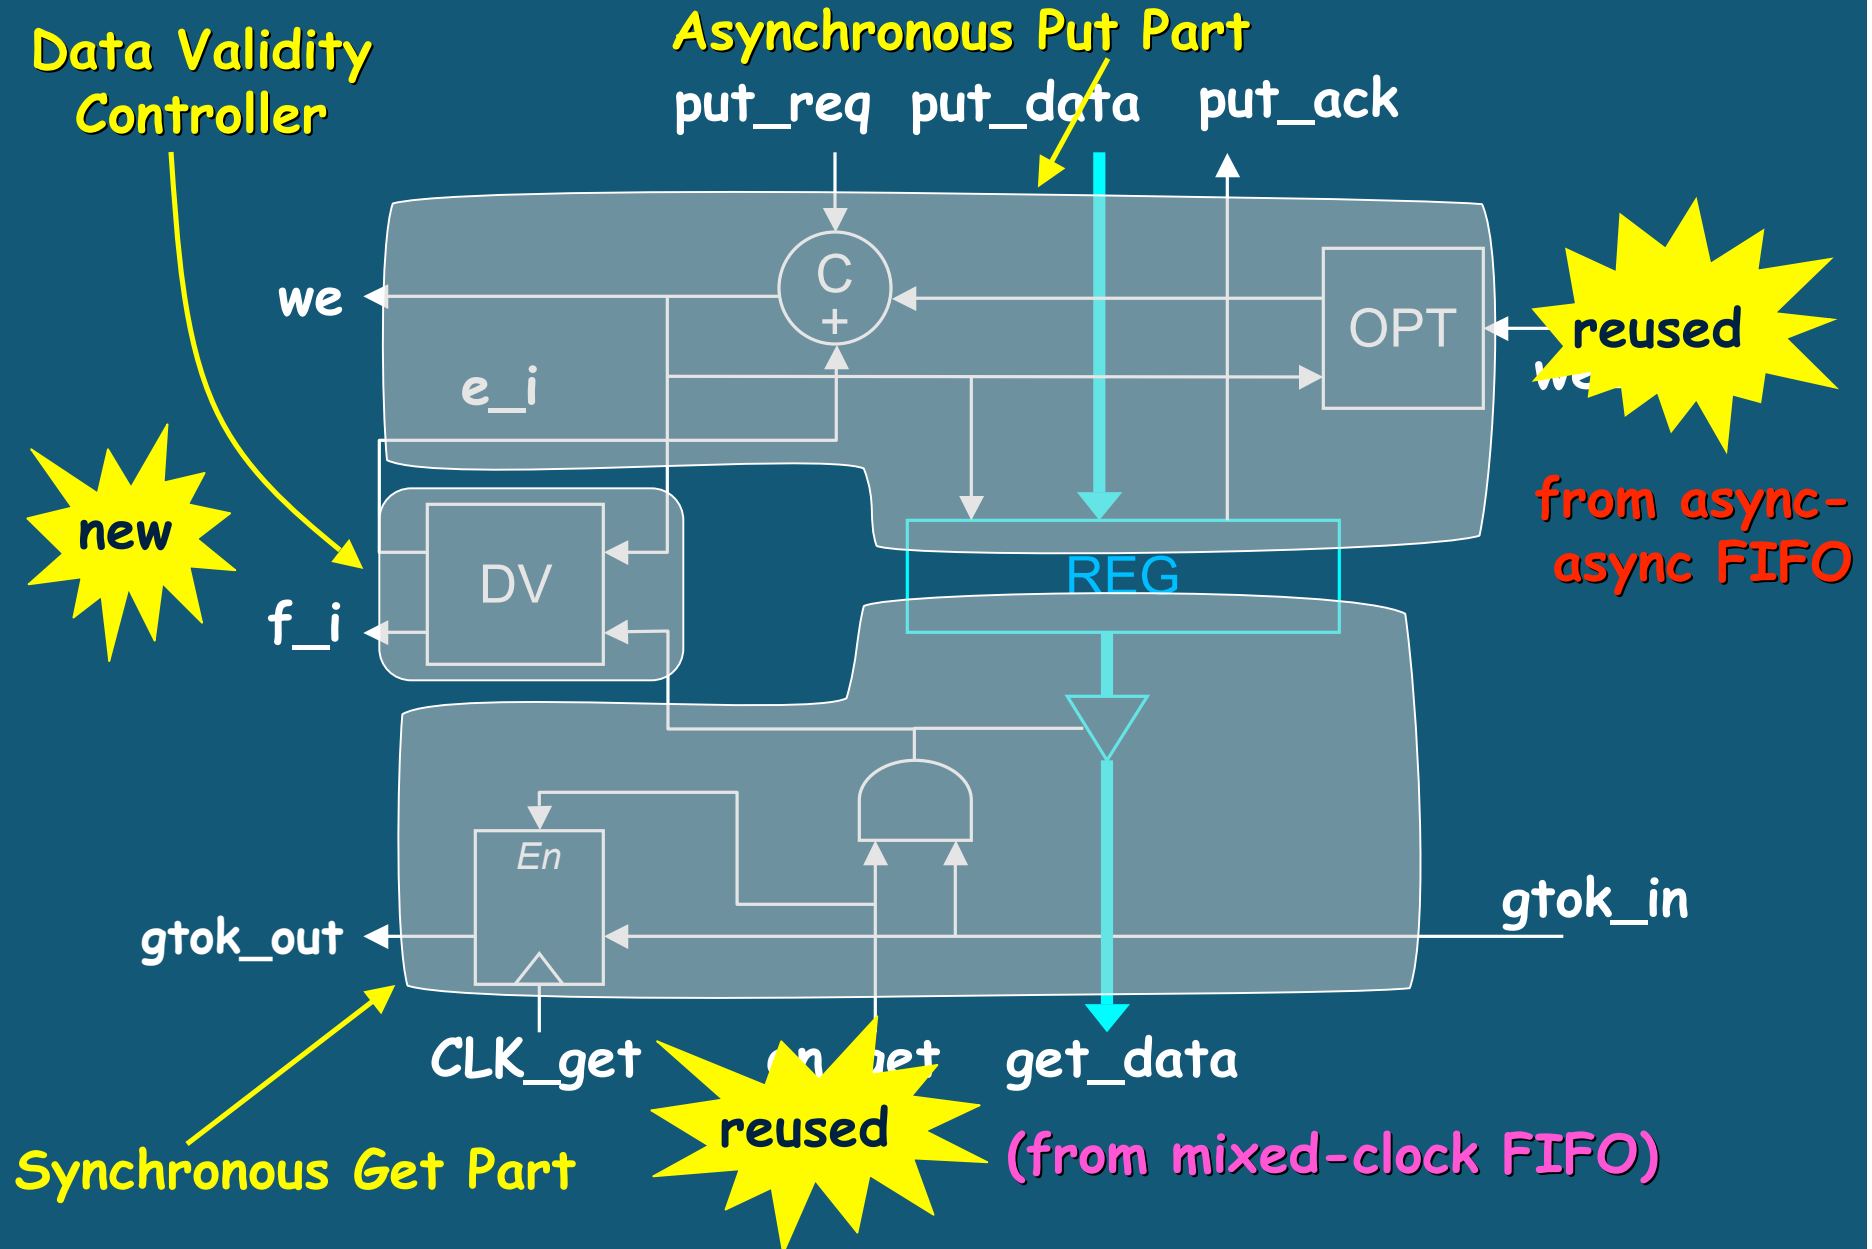 Data Validity
Controller
Asynchronous Put Part
put_req
put_data
put_ack
we
C
+
OPT
reused
e_i
from async-
async FIFO
new
DV
REG
f_i
En
gtok_in
gtok_out
CLK_get
get_data
reused
(from mixed-clock FIFO)
Synchronous Get Part